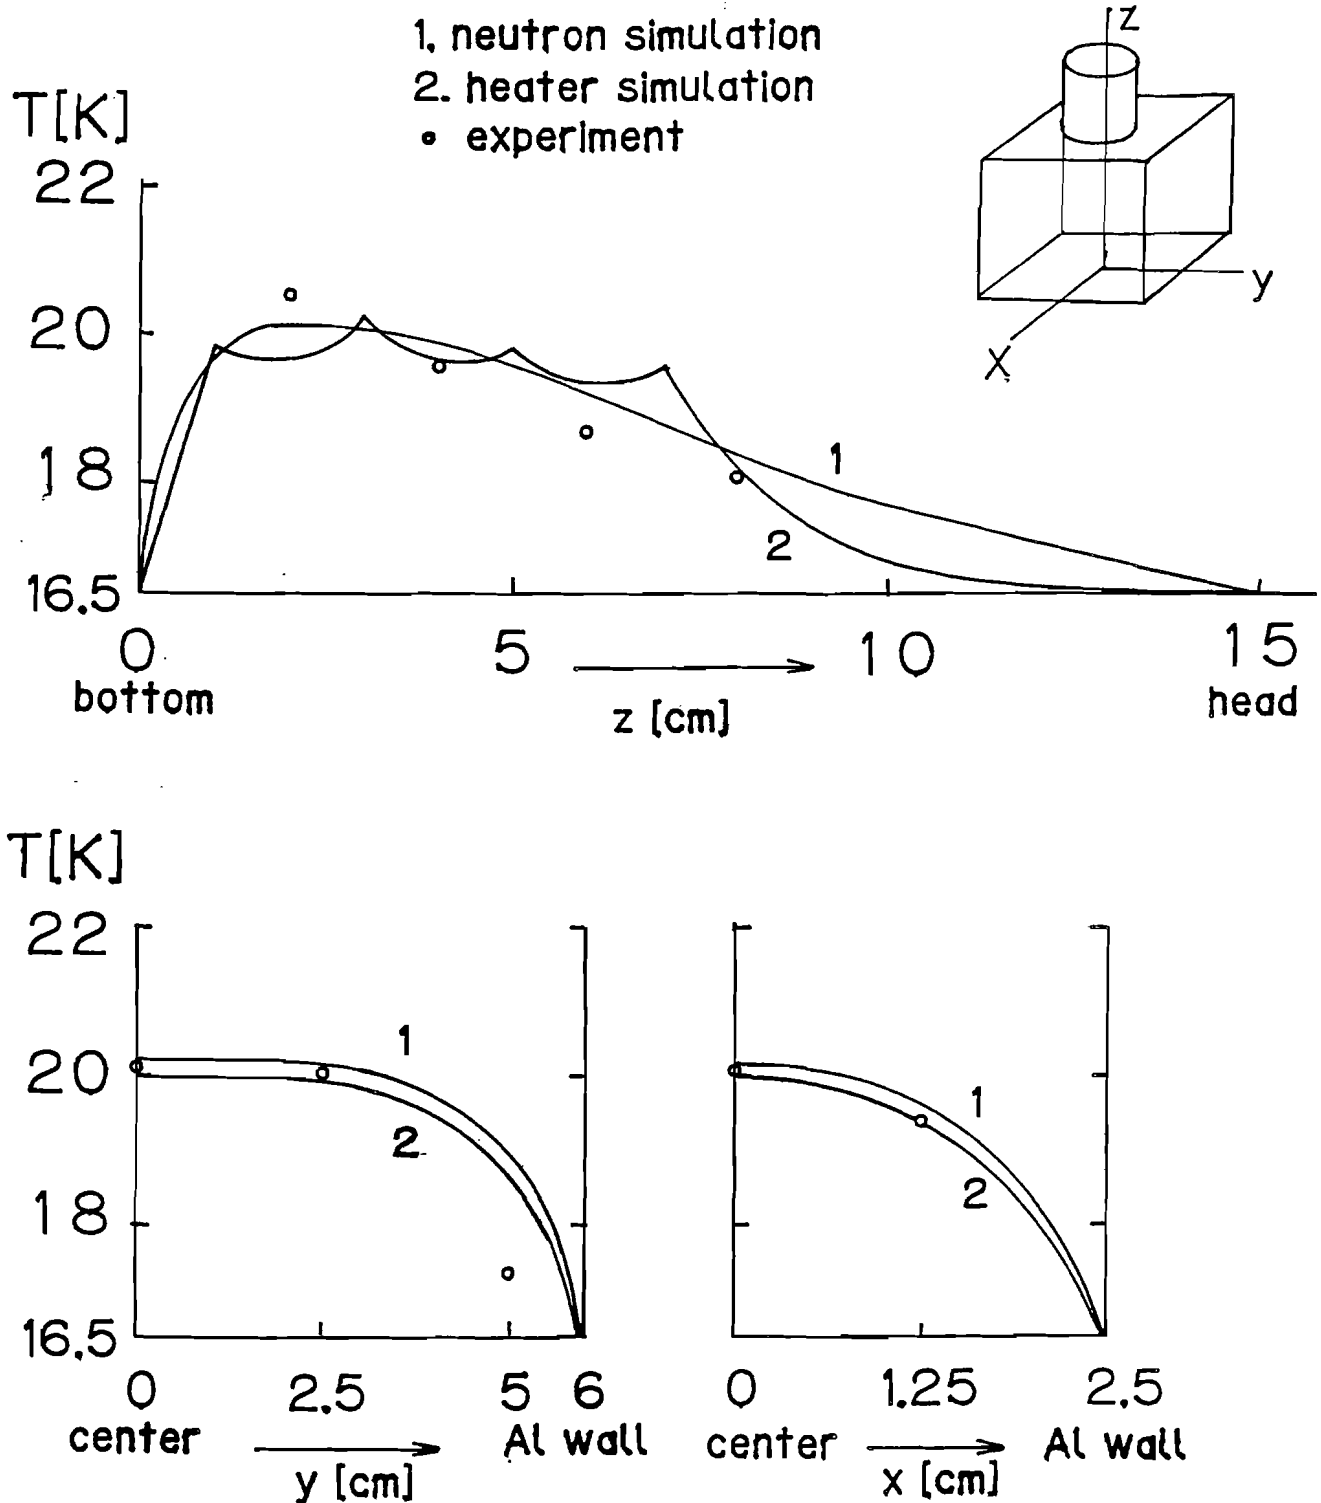 1. neutron simulation
2. heater simulation
∘ experiment
z
y
X
T[K]
22
20
18
16.5
1
2
0 5 10 15
bottom head
z [cm]
T[K]
22
20
18
16.5
1
2
1
2
0 2.5 5 6 0 1.25 2.5
center Al wall center Al wall
y [cm] x [cm]